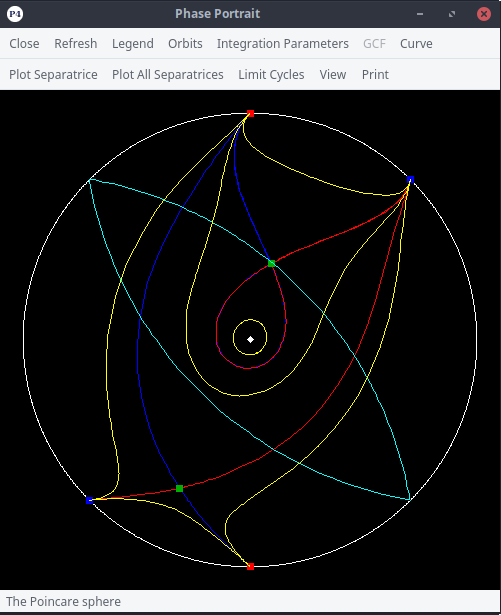 P4 Phase Portrait
Close Refresh Legend Orbits Integration Parameters GCF Curve
Plot Separatrice Plot All Separatrices Limit Cycles View Print
The Poincare sphere